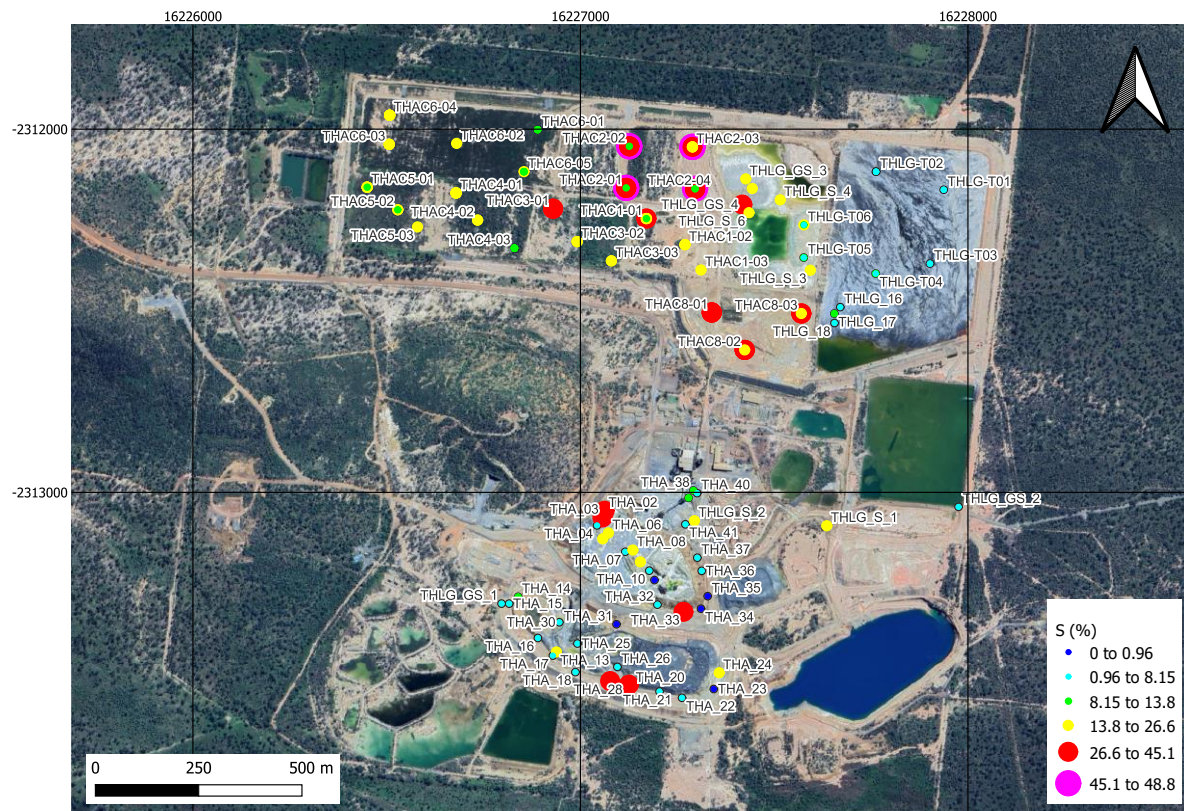 16226000 16227000 16228000
-2312000
-2313000
THAC6-04
THAC6-01
THAC6-03
THAC6-02
THAC2-02
THAC2-03
THLG-T02
THAC6-05
THLG_GS_3
THAC5-01
THAC4-01
THAC2-01
THAC2-04
THLG-T01
THAC5-02
THAC3-01
THLG_S_4
THAC4-02
THAC1-01
THLG_GS_4
THLG_S_6
THLG-T06
THAC5-03
THAC4-03
THAC3-02
THAC1-02
THAC3-03
THLG-T05
THLG-T03
THAC1-03
THLG_S_3
THLG-T04
THAC8-01
THAC8-03
THLG_16
THLG_18
THLG_17
THAC8-02
THA_38
THA_40
THA_03
THA_02
THLG_GS_2
THLG_S_2
THLG_S_1
THA_04
THA_06
THA_41
THA_08
THA_07
THA_37
THA_10
THA_36
THA_14
THA_35
THLG_GS_1
THA_15
THA_32
THA_34
THA_30
THA_31
THA_33
THA_16
THA_25
THA_17
THA_13
THA_26
THA_24
THA_18
THA_20
THA_28
THA_23
THA_21
THA_22
S (%)
0 to 0.96
0.96 to 8.15
8.15 to 13.8
13.8 to 26.6
26.6 to 45.1
45.1 to 48.8
0 250 500 m